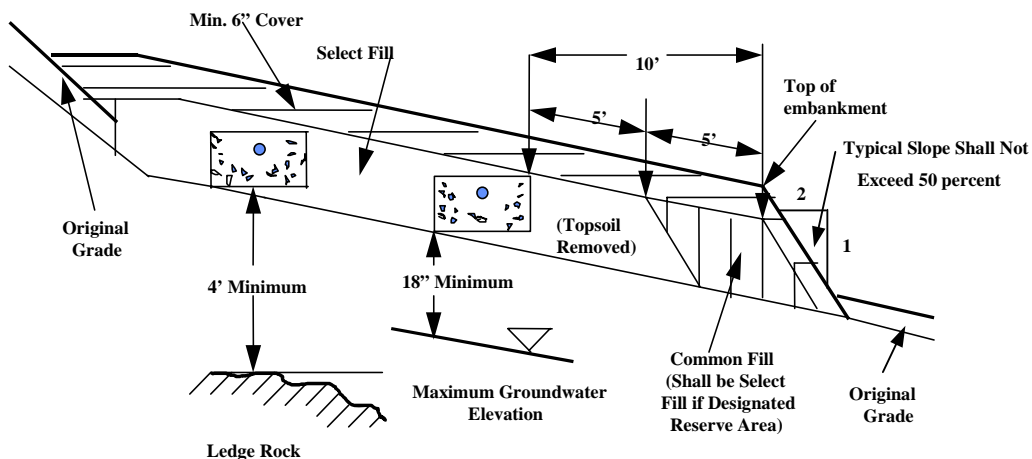 Min. 6” Cover
Select Fill
10’
Top of
embankment
5’
5’
Typical Slope Shall Not
Exceed 50 percent
2
1
Original
Grade
(Topsoil
Removed)
4’ Minimum
18” Minimum
Common Fill
(Shall be Select
Fill if Designated
Reserve Area)
Maximum Groundwater
Elevation
Original
Grade
Ledge Rock